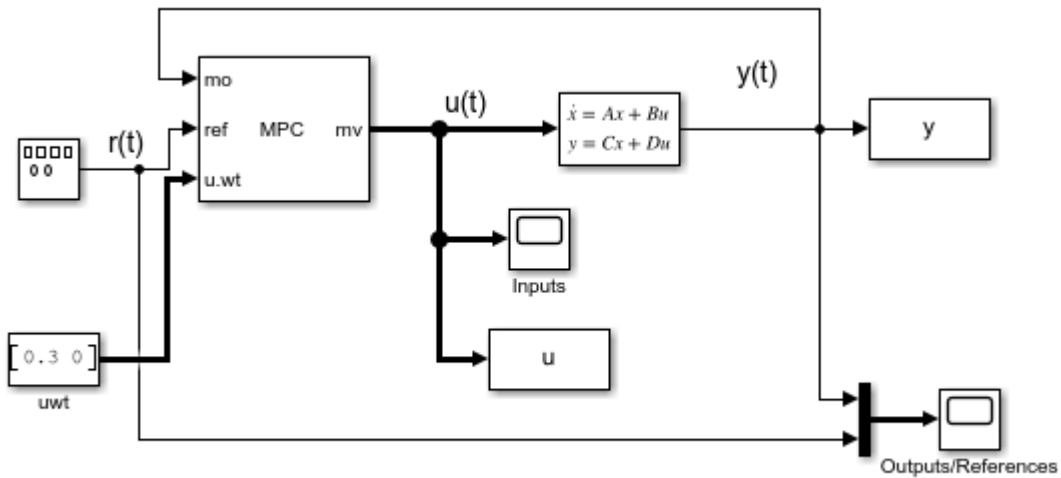 mo
ref
u.wt
MPC
mv
r(t)
u(t)
ẋ = Ax + Bu
y = Cx + Du
y(t)
y
Inputs
u
[0.3 0]
uwt
Outputs/References